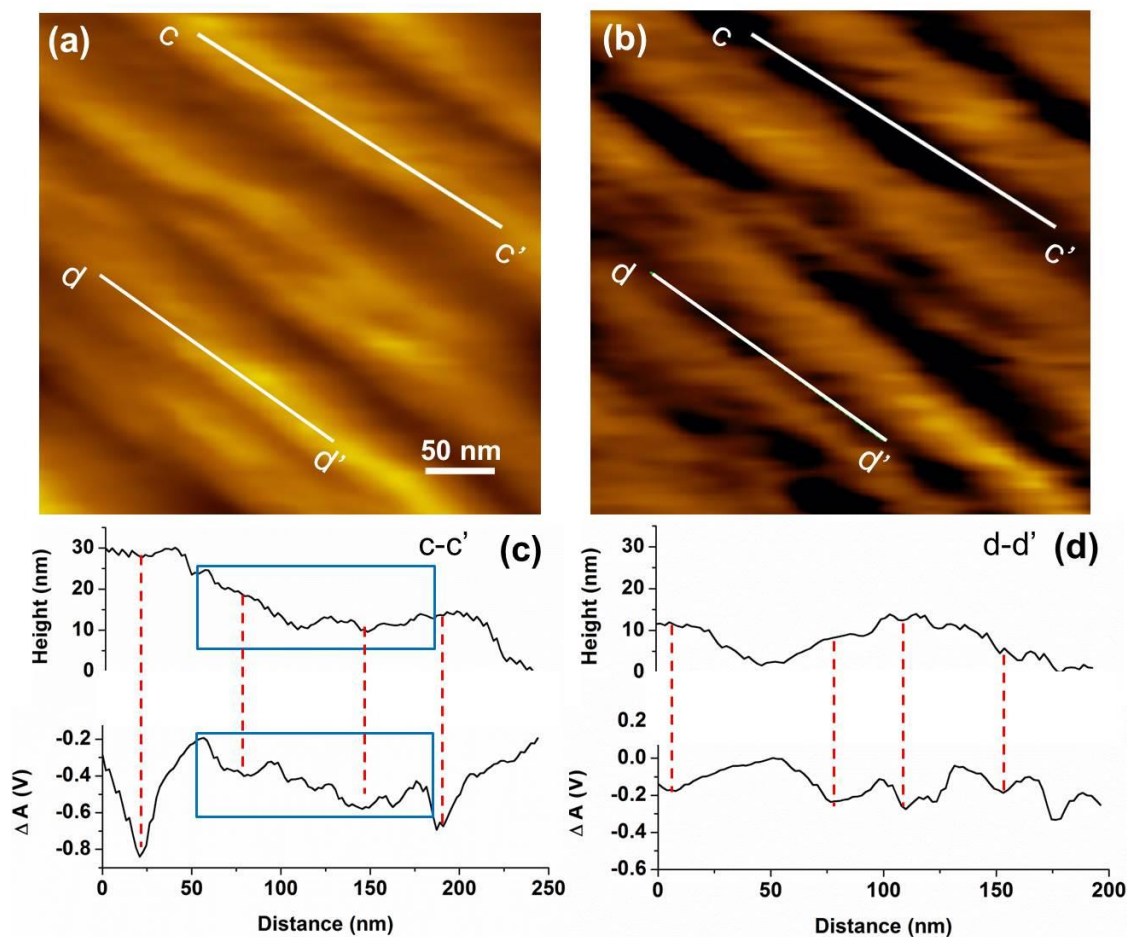 (a)
c
c'
d
d'
50 nm
(b)
c
c'
d
d'
c-c'
(c)
Height (nm)
30
20
10
0
Δ A (V)
-0.2
-0.4
-0.6
-0.8
0
50
100
150
200
250
Distance (nm)
d-d'
(d)
Height (nm)
30
20
10
0
Δ A (V)
0.2
0.0
-0.2
-0.4
-0.6
0
50
100
150
200
Distance (nm)